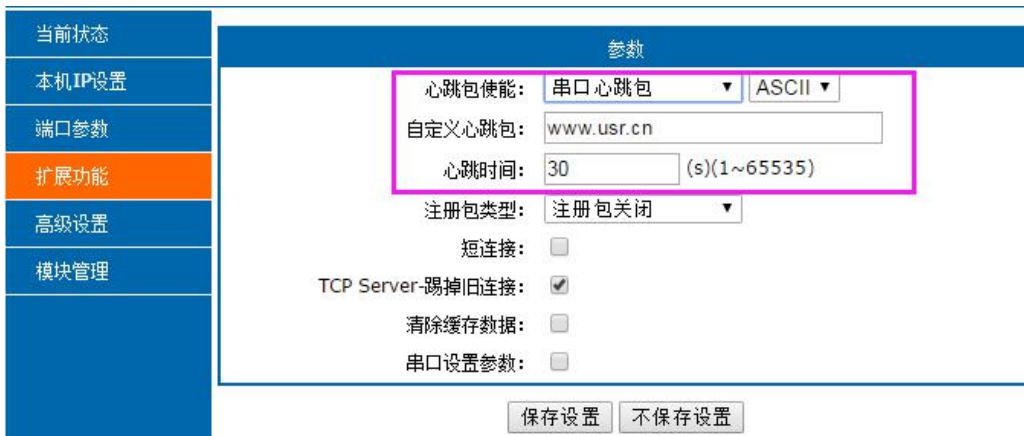 当前状态
本机IP设置
端口参数
扩展功能
高级设置
模块管理
参数
心跳包使能： 串口心跳包 ASCII
自定义心跳包： www.usr.cn
心跳时间： 30 (s)(1~65535)
注册包类型： 注册包关闭
短连接：
TCP Server-踢掉旧连接：
清除缓存数据：
串口设置参数：
保存设置 不保存设置